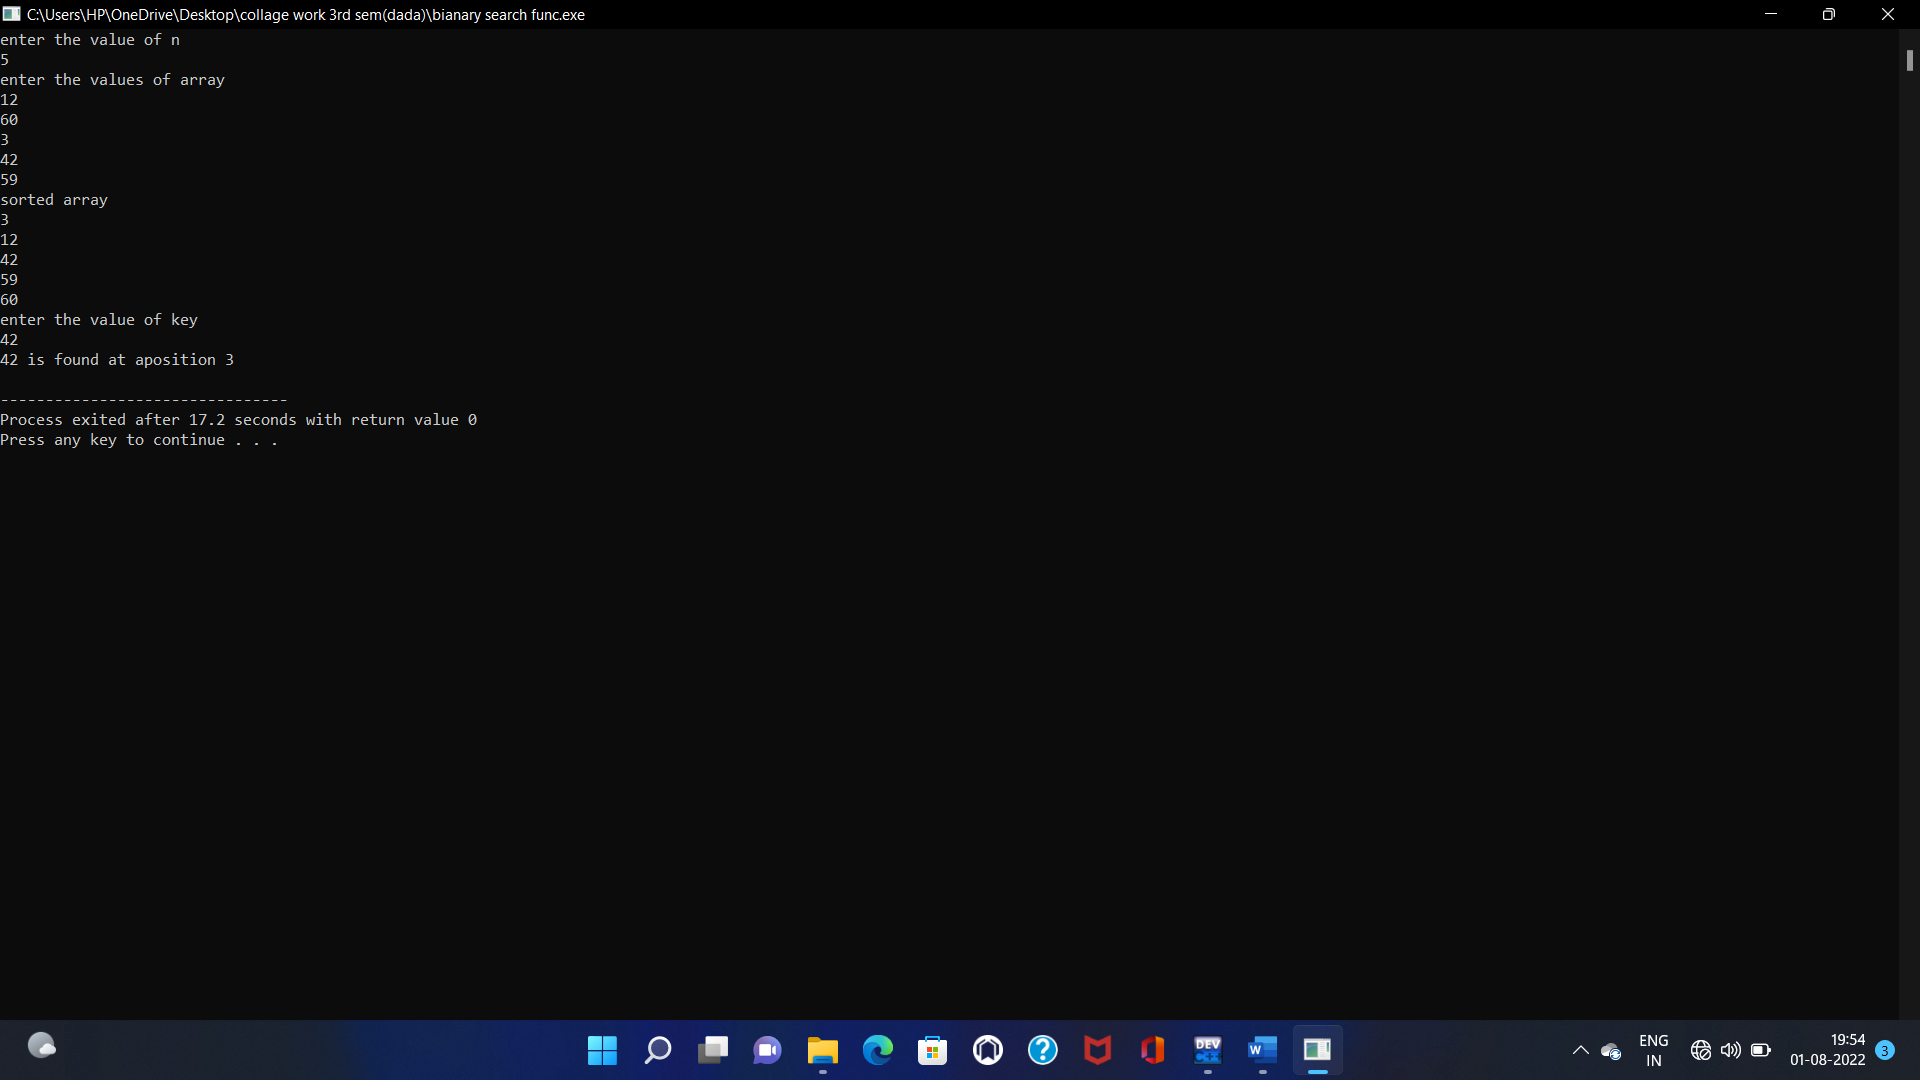 C:\Users\HP\OneDrive\Desktop\collage work 3rd sem(dada)\bianary search func.exe
enter the value of n
5
enter the values of array
12
60
3
42
59
sorted array
3
12
42
59
60
enter the value of key
42
42 is found at aposition 3
--------------------------------
Process exited after 17.2 seconds with return value 0
Press any key to continue . . .
DEV
C++
W
ENG
IN
19:54
01-08-2022
3